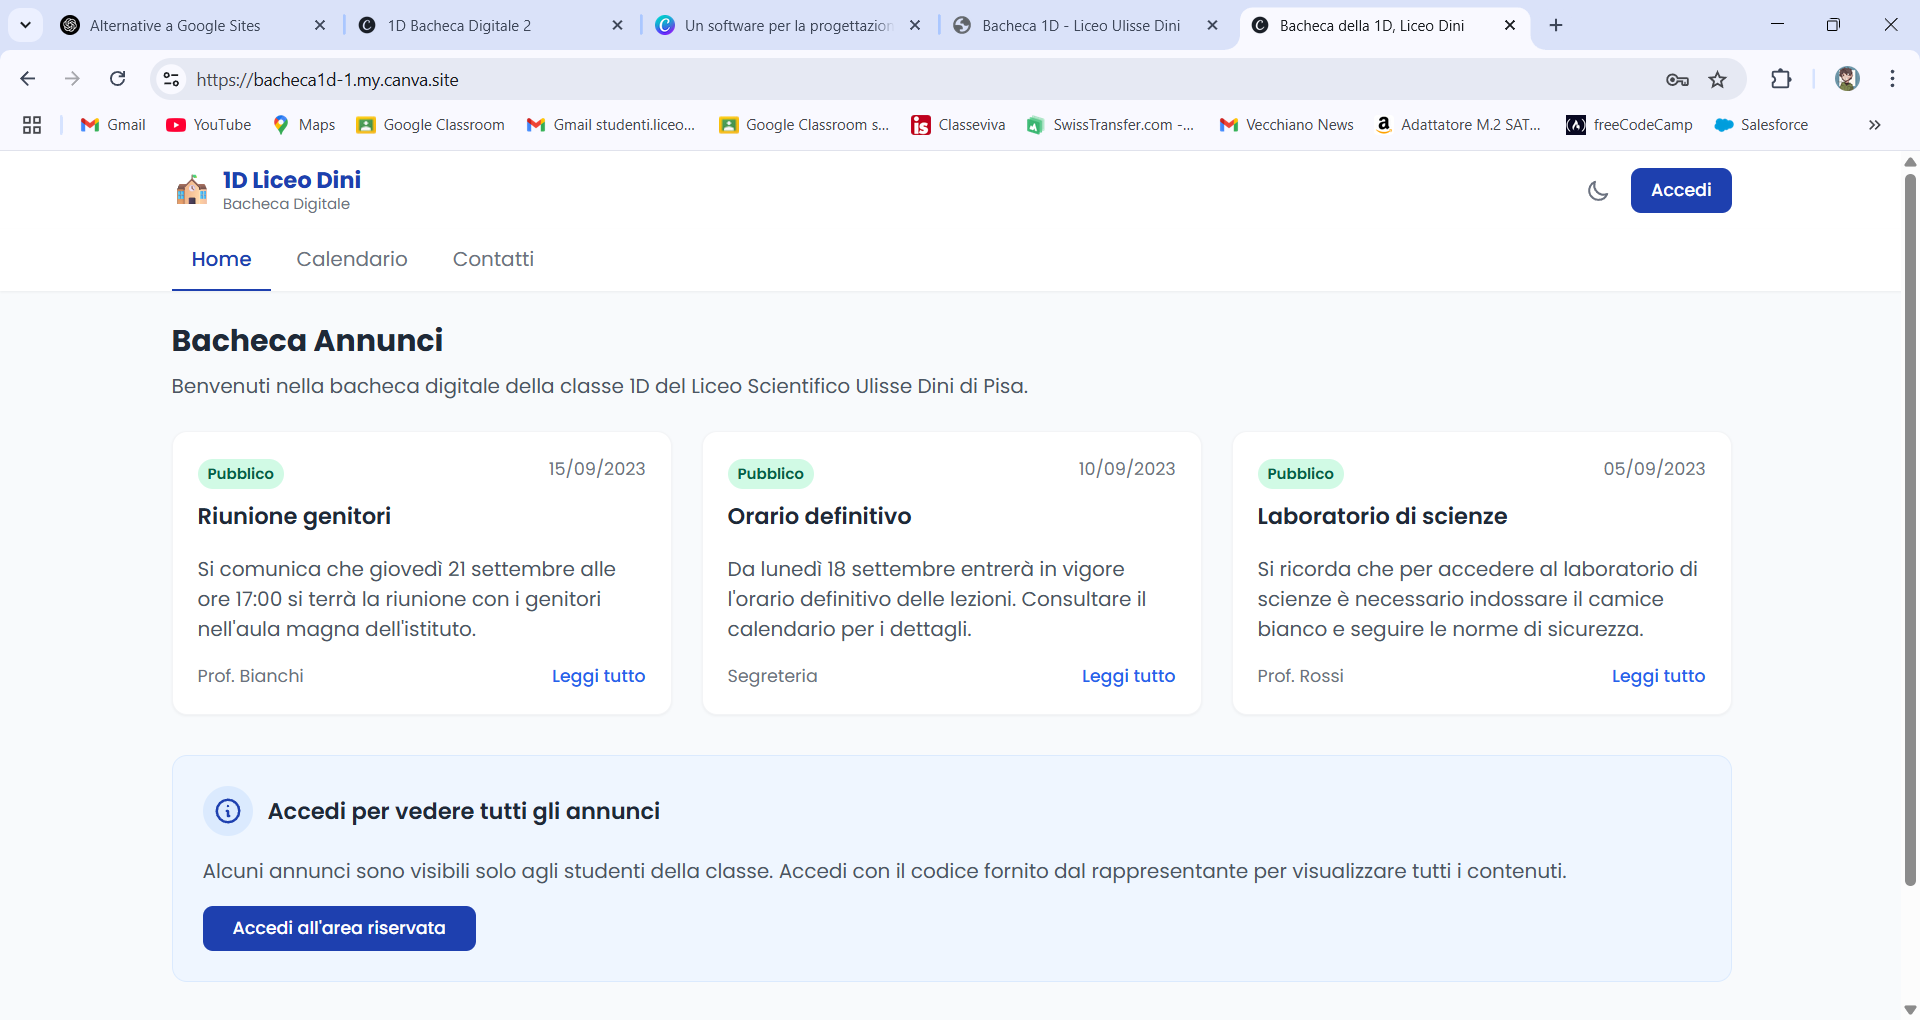 Alternative a Google Sites
1D Bacheca Digitale 2
Un software per la progettazion
Bacheca 1D - Liceo Ulisse Dini
Bacheca della 1D, Liceo Dini
https://bacheca1d-1.my.canva.site
Gmail
YouTube
Maps
Google Classroom
Gmail studenti.liceo...
Google Classroom s...
Classeviva
SwissTransfer.com -...
Vecchiano News
Adattatore M.2 SAT...
freeCodeCamp
Salesforce
1D Liceo Dini
Bacheca Digitale
Accedi
Home
Calendario
Contatti
Bacheca Annunci
Benvenuti nella bacheca digitale della classe 1D del Liceo Scientifico Ulisse Dini di Pisa.
Pubblico
15/09/2023
Riunione genitori
Si comunica che giovedì 21 settembre alle
ore 17:00 si terrà la riunione con i genitori
nell'aula magna dell'istituto.
Prof. Bianchi
Leggi tutto
Pubblico
10/09/2023
Orario definitivo
Da lunedì 18 settembre entrerà in vigore
l'orario definitivo delle lezioni. Consultare il
calendario per i dettagli.
Segreteria
Leggi tutto
Pubblico
05/09/2023
Laboratorio di scienze
Si ricorda che per accedere al laboratorio di
scienze è necessario indossare il camice
bianco e seguire le norme di sicurezza.
Prof. Rossi
Leggi tutto
Accedi per vedere tutti gli annunci
Alcuni annunci sono visibili solo agli studenti della classe. Accedi con il codice fornito dal rappresentante per visualizzare tutti i contenuti.
Accedi all'area riservata